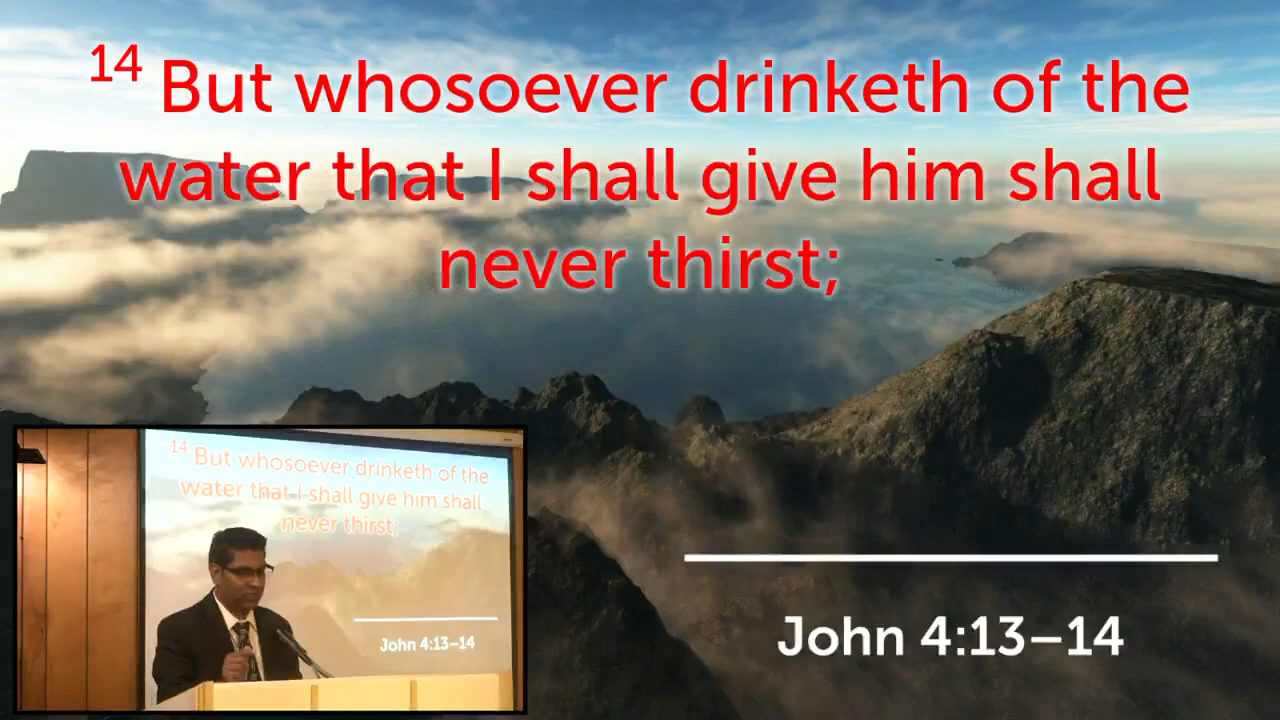 14 But whosoever drinketh of the
water that I shall give him shall
never thirst;
John 4:13–14
14 But whosoever drinketh of the
water that I shall give him shall
never thirst;
John 4:13–14